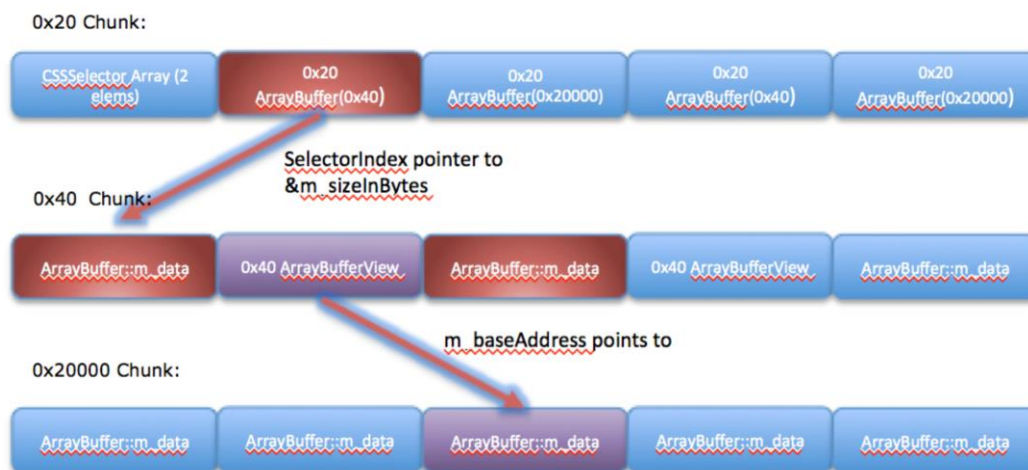 0x20 Chunk:
CSSSelector Array (2
elems)
0x20
ArrayBuffer(0x40)
0x20
ArrayBuffer(0x20000)
0x20
ArrayBuffer(0x40)
0x20
ArrayBuffer(0x20000)
SelectorIndex pointer to
&m_sizeInBytes
0x40 Chunk:
ArrayBuffer::m_data
0x40 ArrayBufferView
ArrayBuffer::m_data
0x40 ArrayBufferView
ArrayBuffer::m_data
m_baseAddress points to
0x20000 Chunk:
ArrayBuffer::m_data
ArrayBuffer::m_data
ArrayBuffer::m_data
ArrayBuffer::m_data
ArrayBuffer::m_data